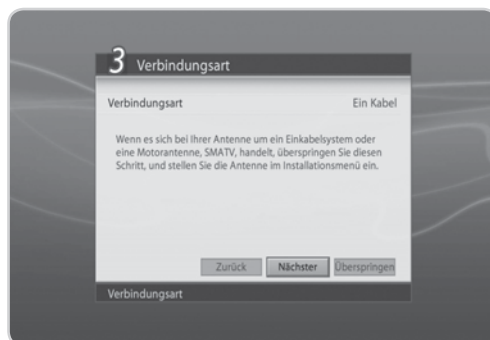 3 Verbindungsart
Verbindungsart Ein Kabel
Wenn es sich bei Ihrer Antenne um ein Einkabelsystem oder
eine Motorantenne, SMATV, handelt, überspringen Sie diesen
Schritt, und stellen Sie die Antenne im Installationsmenü ein.
Zurück Nächster Überspringen
Verbindungsart